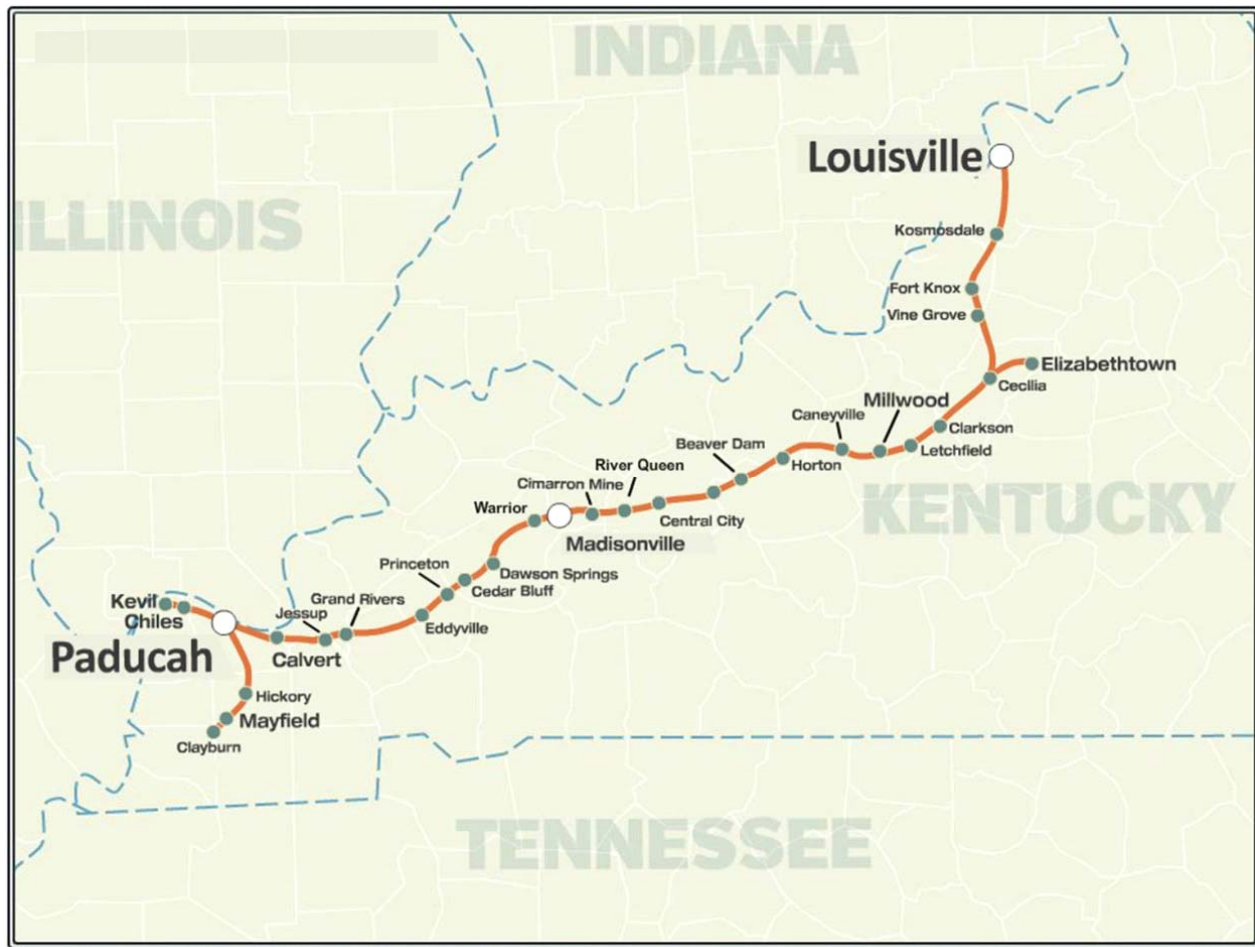 INDIANA
ILLINOIS
Louisville
Kosmosdale
Fort Knox
Vine Grove
Elizabethtown
Cecilia
Millwood
Caneyville
Clarkson
Letchfield
Beaver Dam
Horton
River Queen
Cimarron Mine
Central City
KENTUCKY
Warrior
Madisonville
Princeton
Dawson Springs
Cedar Bluff
Grand Rivers
Jessup
Eddyville
Kevil
Chiles
Calvert
Paducah
Hickory
Mayfield
Clayburn
TENNESSEE